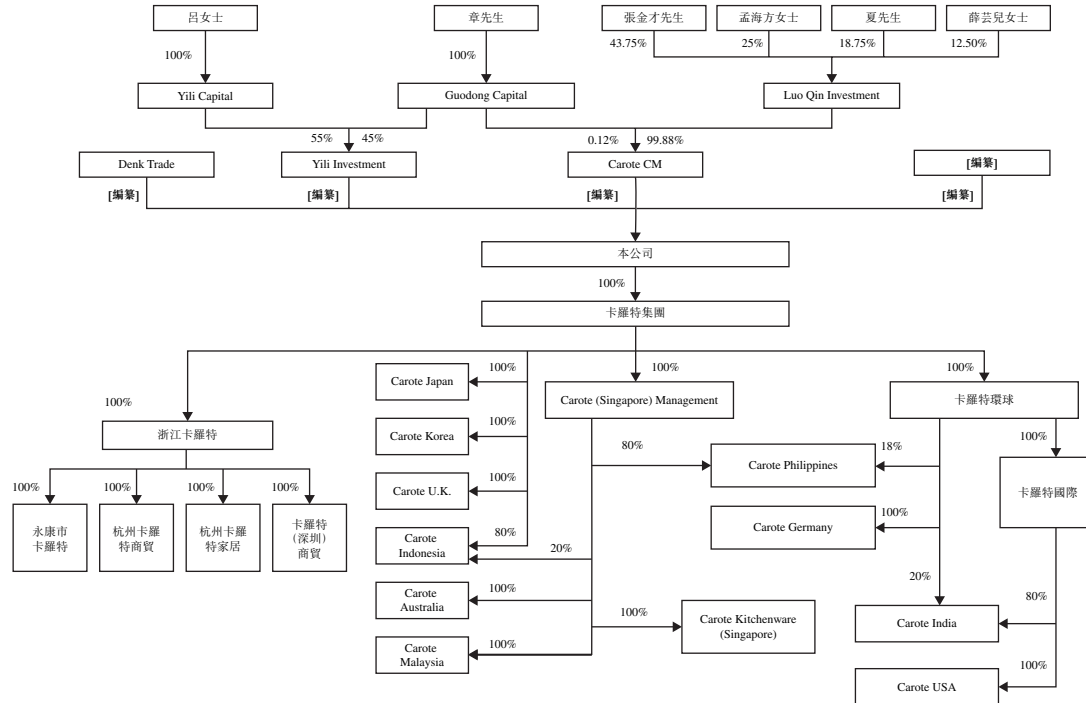 呂女士
章先生
張金才先生
孟海方女士
夏先生
薛芸兒女士
100%
100%
43.75%
25%
18.75%
12.50%
Yili Capital
Guodong Capital
Luo Qin Investment
55%
45%
0.12%
99.88%
Denk Trade
Yili Investment
Carote CM
[編纂]
[編纂]
[編纂]
[編纂]
[編纂]
本公司
100%
卡羅特集團
100%
100%
100%
100%
Carote Japan
Carote (Singapore) Management
卡羅特環球
浙江卡羅特
100%
Carote Korea
80%
18%
100%
Carote Philippines
100%
100%
100%
100%
100%
Carote U.K.
卡羅特國際
永康市
卡羅特
杭州卡羅
特商貿
杭州卡羅
特家居
卡羅特
(深圳)
商貿
100%
Carote Germany
80%
Carote
Indonesia
20%
100%
Carote
Australia
20%
80%
100%
Carote Kitchenware
(Singapore)
Carote India
100%
Carote
Malaysia
100%
Carote USA